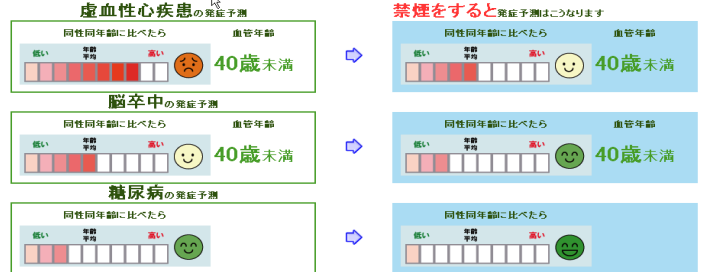 虚血性心疾患の発症予測
禁煙をすると発症予測はこうなります
同性同年齢に比べたら 血管年齢
低い 年齢平均 高い
40歳未満
同性同年齢に比べたら 血管年齢
低い 年齢平均 高い
40歳未満
脳卒中の発症予測
同性同年齢に比べたら 血管年齢
低い 年齢平均 高い
40歳未満
同性同年齢に比べたら 血管年齢
低い 年齢平均 高い
40歳未満
糖尿病の発症予測
同性同年齢に比べたら
低い 年齢平均 高い
同性同年齢に比べたら
低い 年齢平均 高い